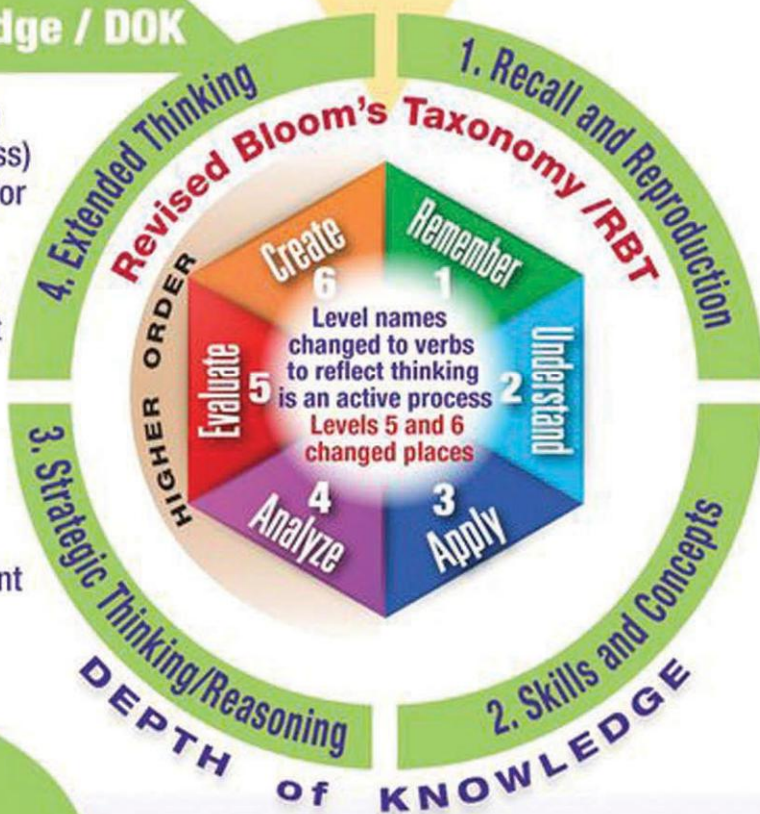 dge / DOK
ss)
or
nt
1. Recall and Reproduction
2. Skills and Concepts
3. Strategic Thinking/Reasoning
4. Extended Thinking
Revised Bloom's Taxonomy /RBT
HIGHER ORDER
Remember
1
Understand
2
Apply
3
Analyze
4
Evaluate
5
Create
6
Level names
changed to verbs
to reflect thinking
is an active process
Levels 5 and 6
changed places
DEPTH of KNOWLEDGE